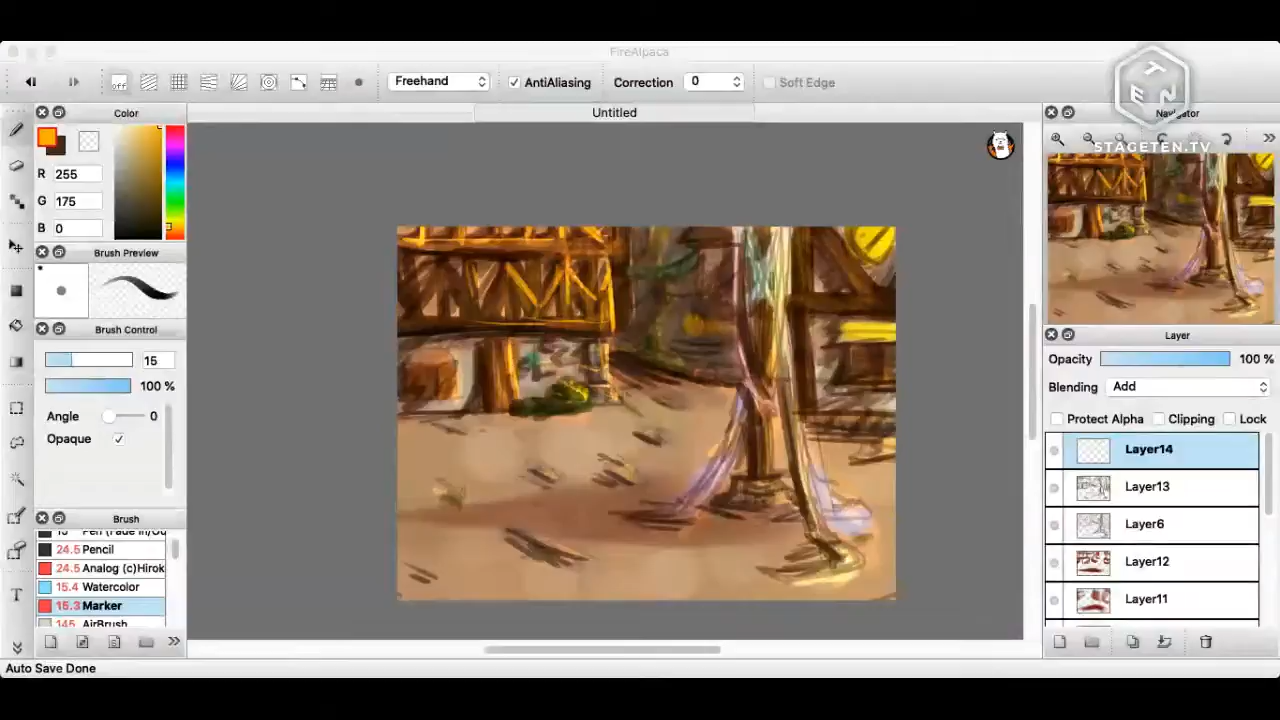 FireAlpaca
off
Freehand
AntiAliasing
Correction
0
Soft Edge
T
E N
STAGETEN.TV
Color
Untitled
Navigator
R
255
G
175
B
0
Brush Preview
Brush Control
15
100 %
Angle
0
Opaque
Brush
24.5 Pencil
24.5 Analog (c)Hirok
15.4 Watercolor
15.3 Marker
145 AirBrush
T
Auto Save Done
Layer
Opacity
100 %
Blending
Add
Protect Alpha
Clipping
Lock
Layer14
Layer13
Layer6
Layer12
Layer11